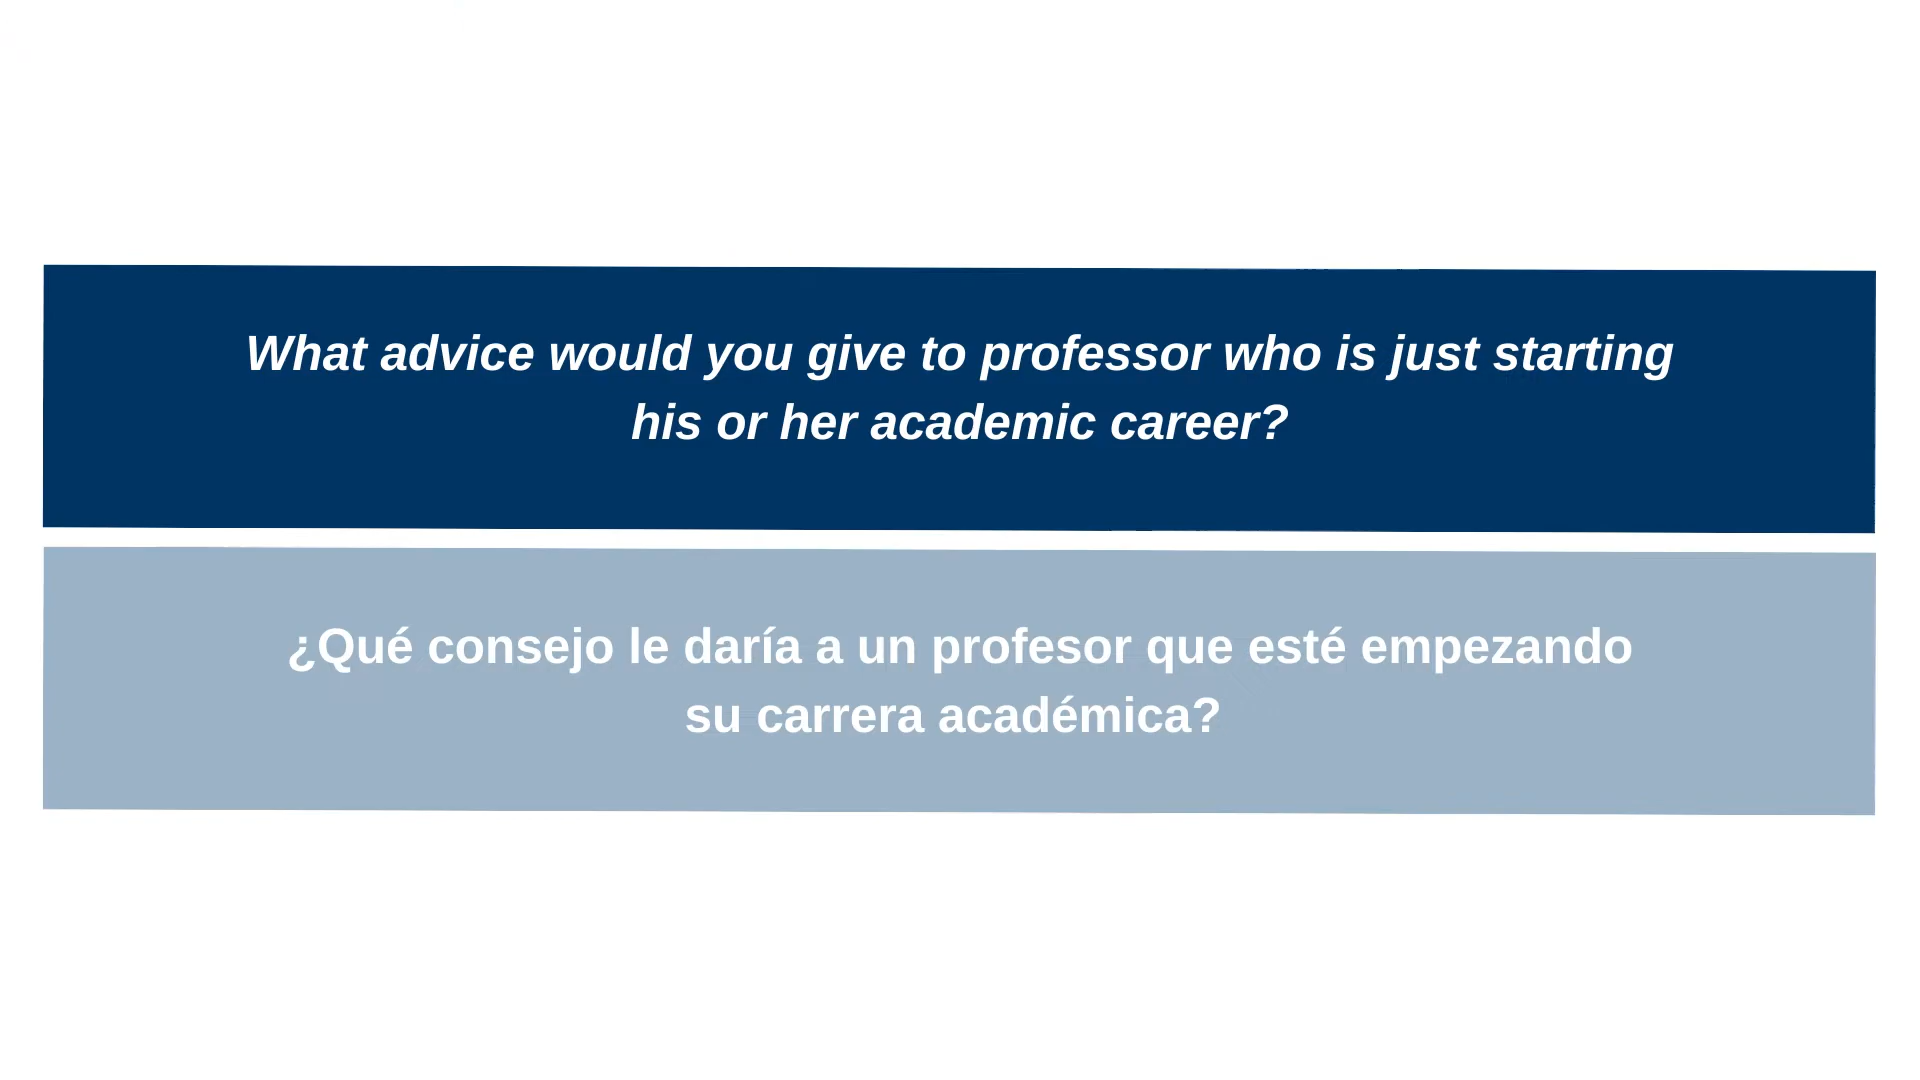 What advice would you give to professor who is just starting
his or her academic career?
¿Qué consejo le daría a un profesor que esté empezando
su carrera académica?